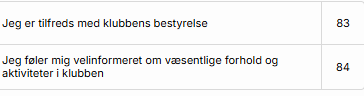 Jeg er tilfreds med klubbens bestyrelse 83
Jeg føler mig velinformeret om væsentlige forhold og
aktiviteter i klubben 84